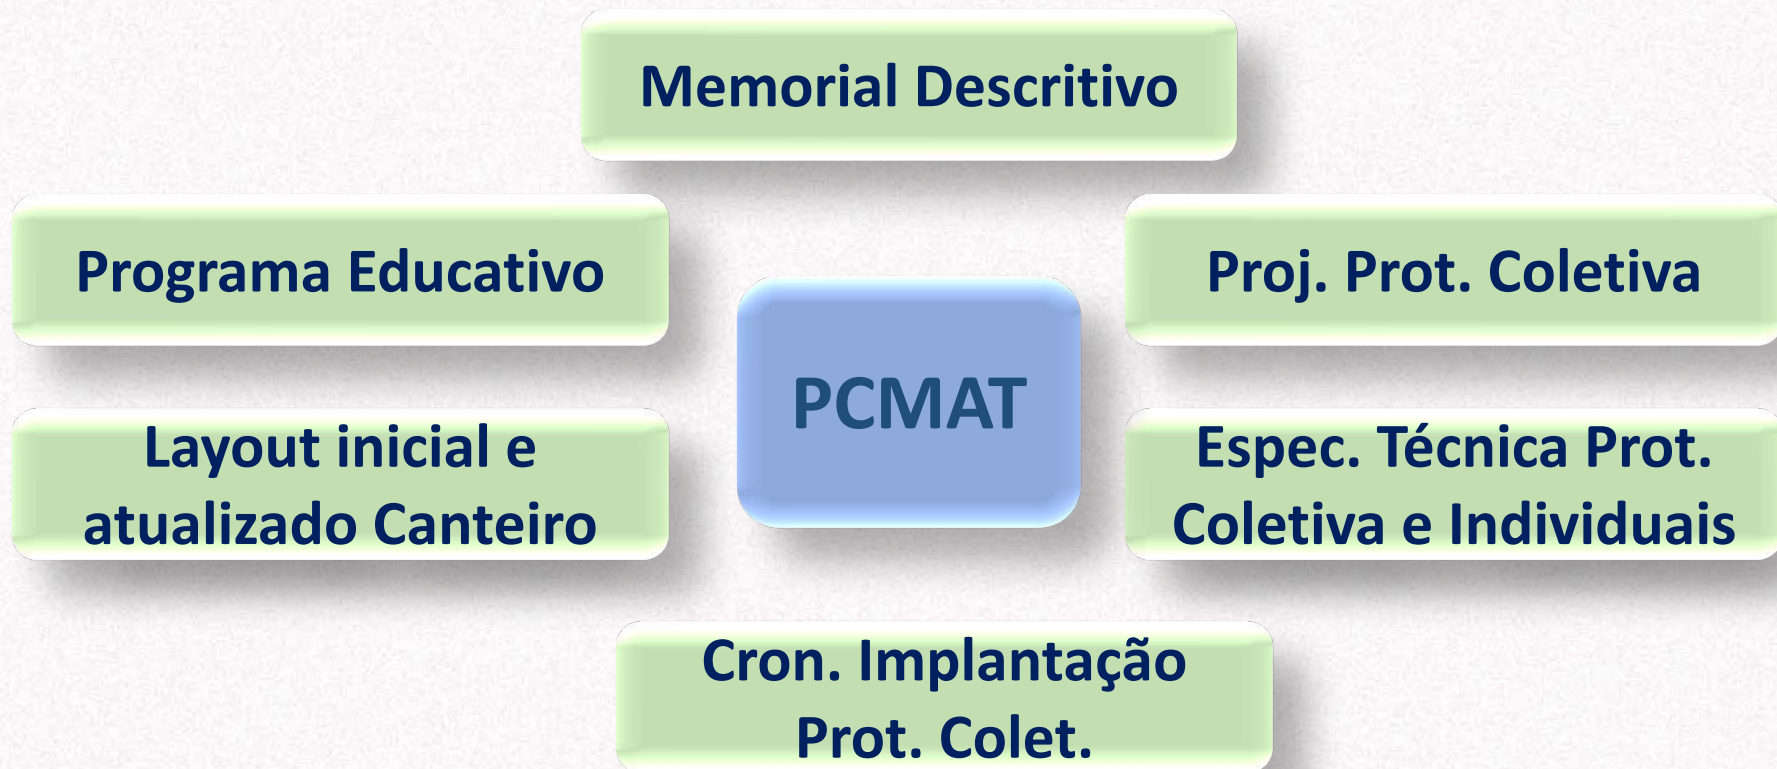 Memorial Descritivo
Programa Educativo
Proj. Prot. Coletiva
PCMAT
Layout inicial e
atualizado Canteiro
Espec. Técnica Prot.
Coletiva e Individuais
Cron. Implantação
Prot. Colet.